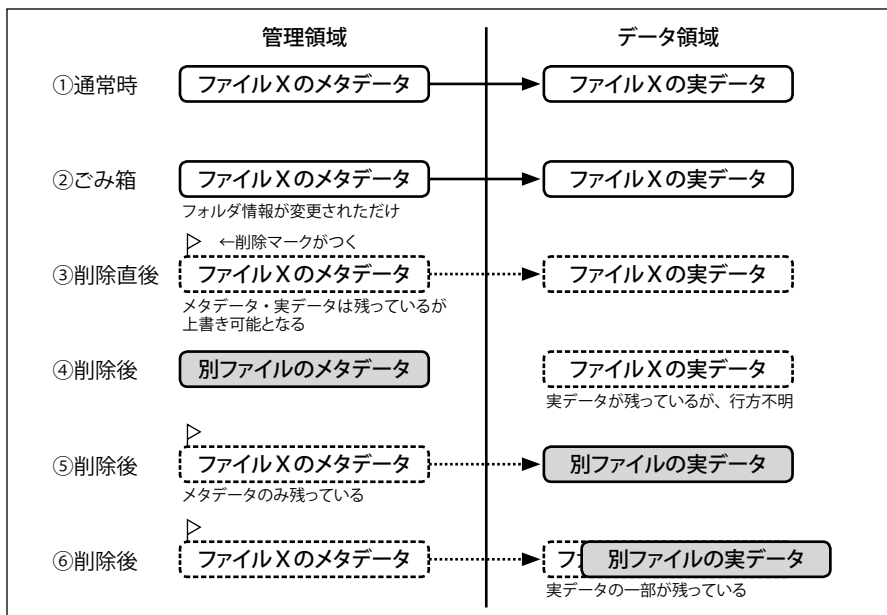 管理領域 データ領域
①通常時 ファイルXのメタデータ ファイルXの実データ
②ごみ箱 ファイルXのメタデータ ファイルXの実データ
フォルダ情報が変更されただけ
←削除マークがつく
③削除直後 ファイルXのメタデータ ファイルXの実データ
メタデータ・実データは残っているが
上書き可能となる
④削除後 別ファイルのメタデータ ファイルXの実データ
実データが残っているが、行方不明
⑤削除後 ファイルXのメタデータ 別ファイルの実データ
メタデータのみ残っている
⑥削除後 ファイルXのメタデータ ファ 別ファイルの実データ
実データの一部が残っている